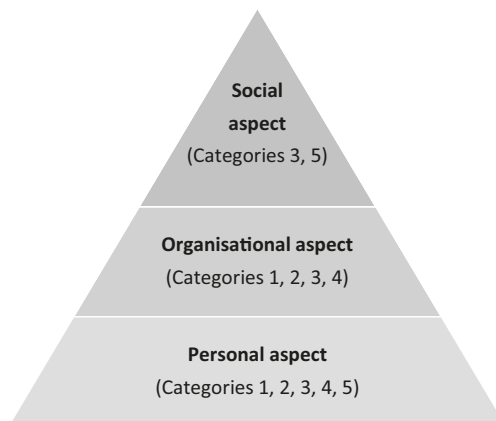 Social
aspect
(Categories 3, 5)
Organisational aspect
(Categories 1, 2, 3, 4)
Personal aspect
(Categories 1, 2, 3, 4, 5)